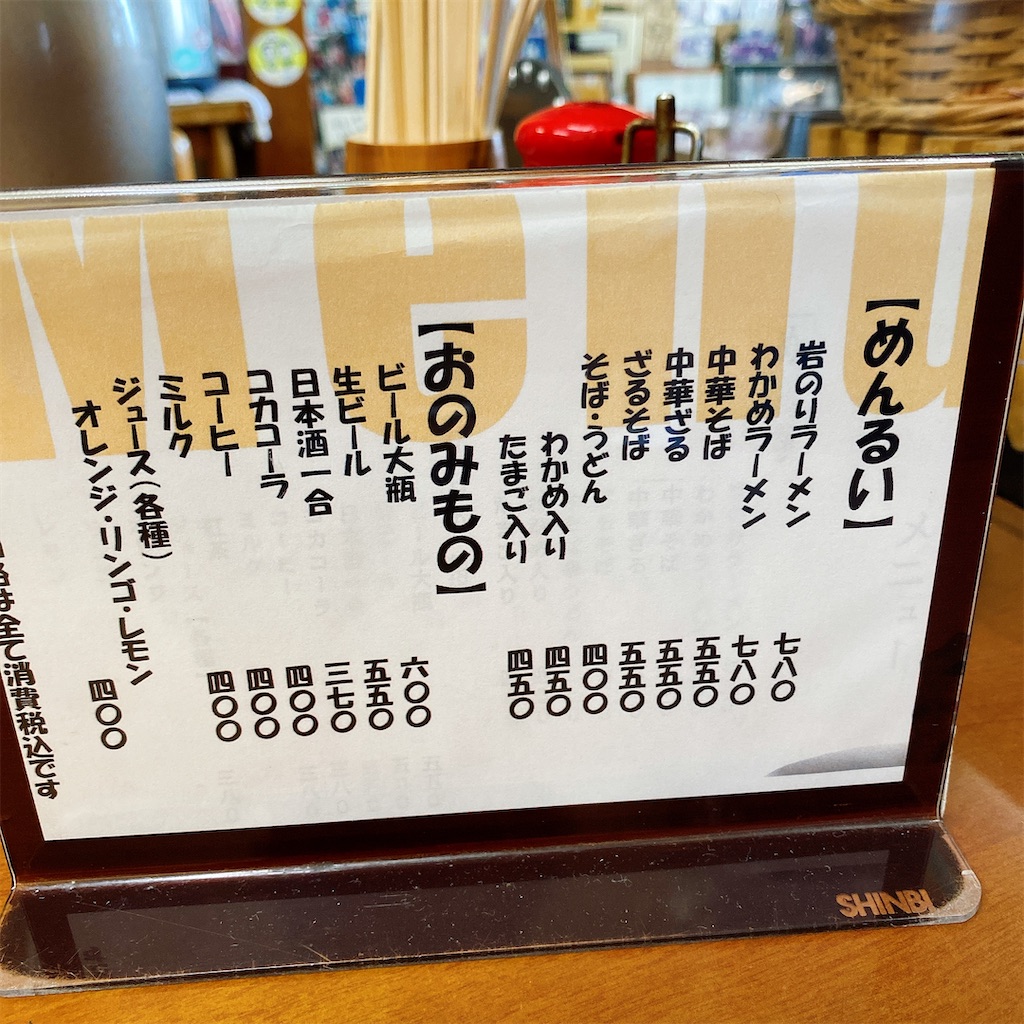 Menu
【めんるい】
岩のりラーメン 七八〇
わかめラーメン 七八〇
中華そば 五五〇
中華ざる 五五〇
ざるそば 五五〇
そば・うどん 四〇〇
わかめ入り 四五〇
たまご入り 四五〇
【おのみもの】
ビール大瓶 六〇〇
生ビール 五五〇
日本酒一合 三七〇
コカコーラ 四〇〇
コーヒー 四〇〇
ミルク 四〇〇
ジュース(各種)
オレンジ・リンゴ・レモン 四〇〇
格は全て消費税込です
SHINBI